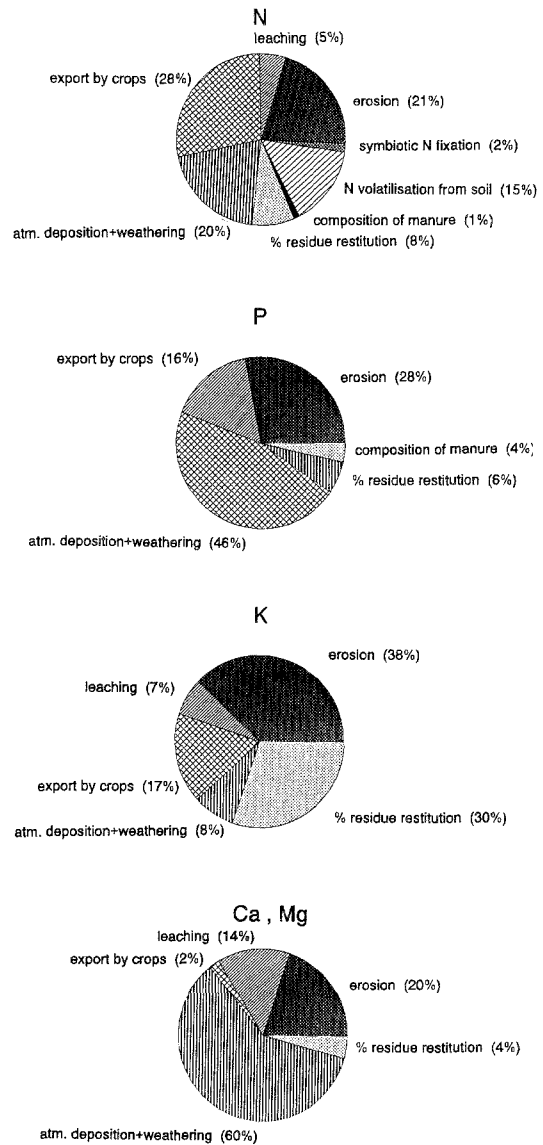 N
leaching (5%)
export by crops (28%)
erosion (21%)
symbiotic N fixation (2%)
N volatilisation from soil (15%)
composition of manure (1%)
atm. deposition+weathering (20%)
% residue restitution (8%)
P
export by crops (16%)
erosion (28%)
composition of manure (4%)
% residue restitution (6%)
atm. deposition+weathering (46%)
K
erosion (38%)
leaching (7%)
export by crops (17%)
% residue restitution (30%)
atm. deposition+weathering (8%)
Ca , Mg
leaching (14%)
export by crops (2%)
erosion (20%)
% residue restitution (4%)
atm. deposition+weathering (60%)